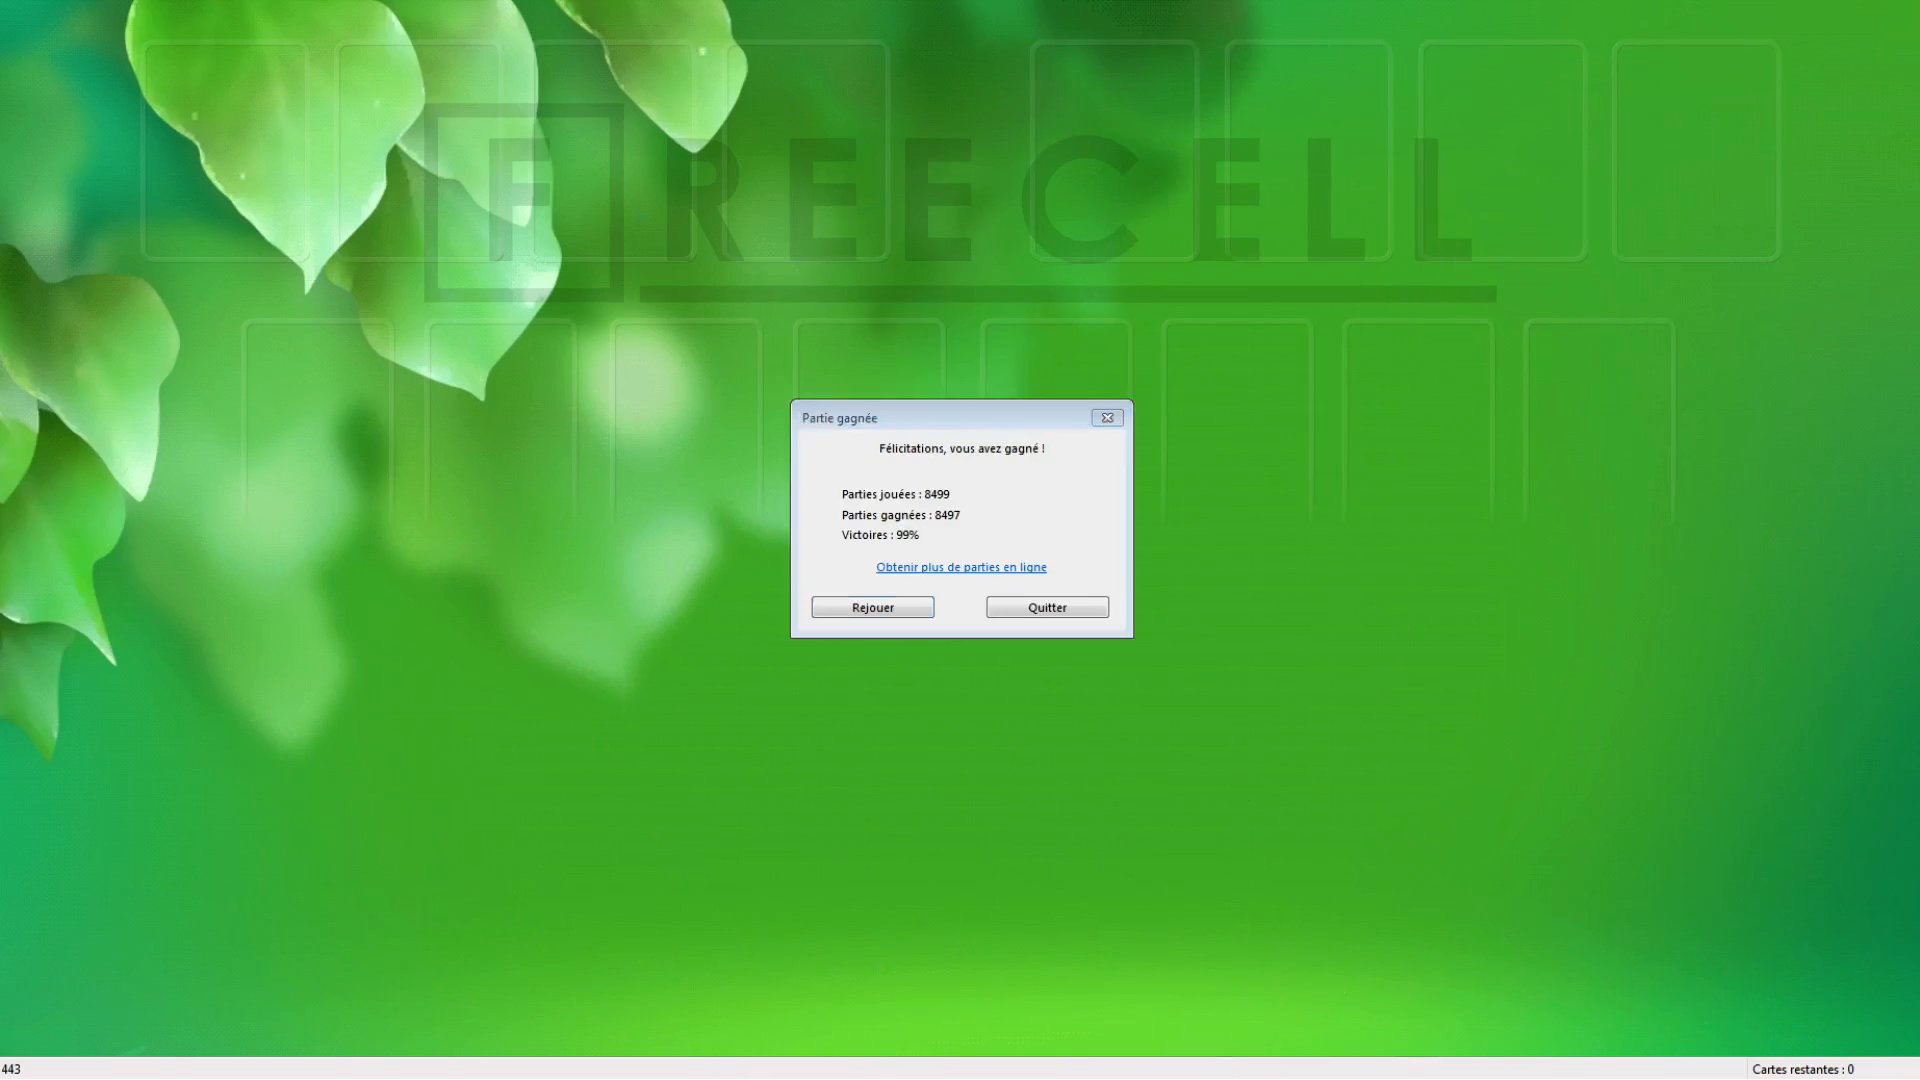 FREECELL
Partie gagnée
Félicitations, vous avez gagné !
Parties jouées : 8499
Parties gagnées : 8497
Victoires : 99%
Obtenir plus de parties en ligne
Rejouer
Quitter
443
Cartes restantes : 0